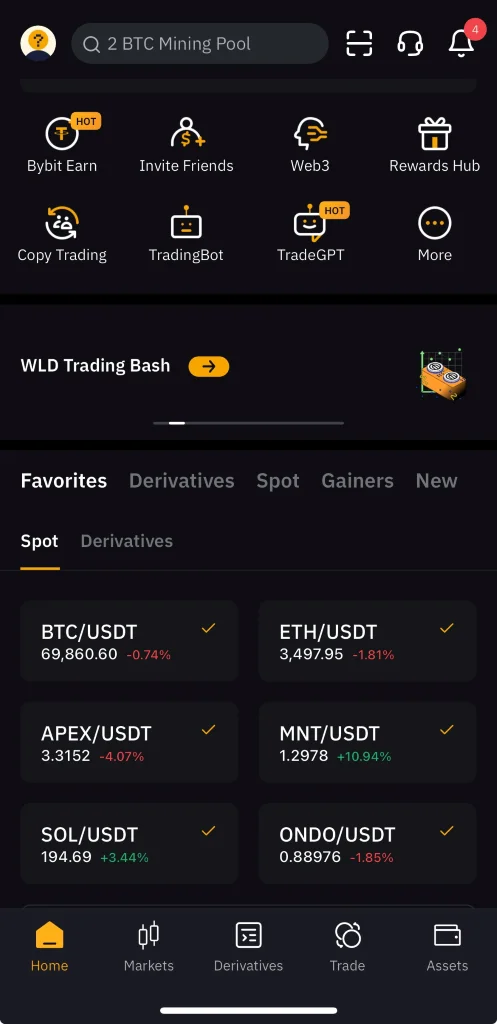 2 BTC Mining Pool
4
HOT
Bybit Earn Invite Friends Web3 Rewards Hub
HOT
Copy Trading TradingBot TradeGPT More
WLD Trading Bash
Favorites Derivatives Spot Gainers New
Spot Derivatives
BTC/USDT
69,860.60 -0.74%
ETH/USDT
3,497.95 -1.81%
APEX/USDT
3.3152 -4.07%
MNT/USDT
1.2978 +10.94%
SOL/USDT
194.69 +3.44%
ONDO/USDT
0.88976 -1.85%
Home Markets Derivatives Trade Assets